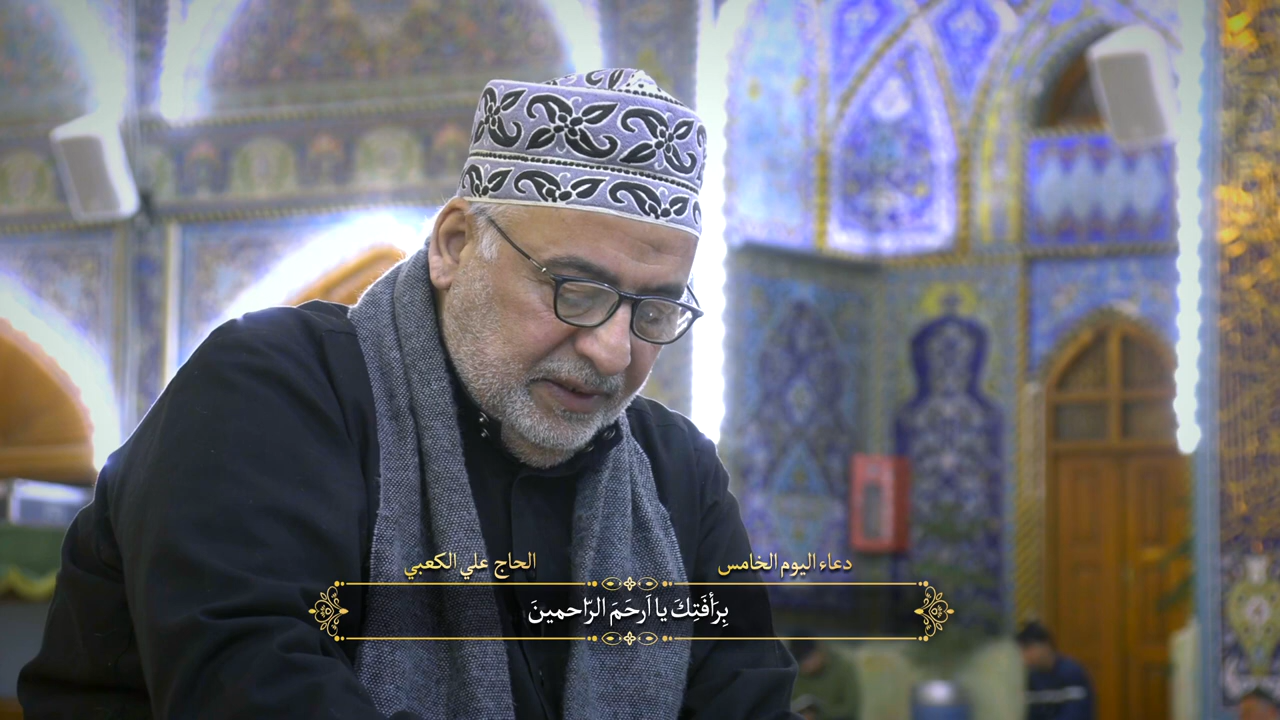 دعاء اليوم الخامس
الحاج علي الكعبي
بِرَأفَتِكَ يا اَرحَمَ الرّاحمينَ